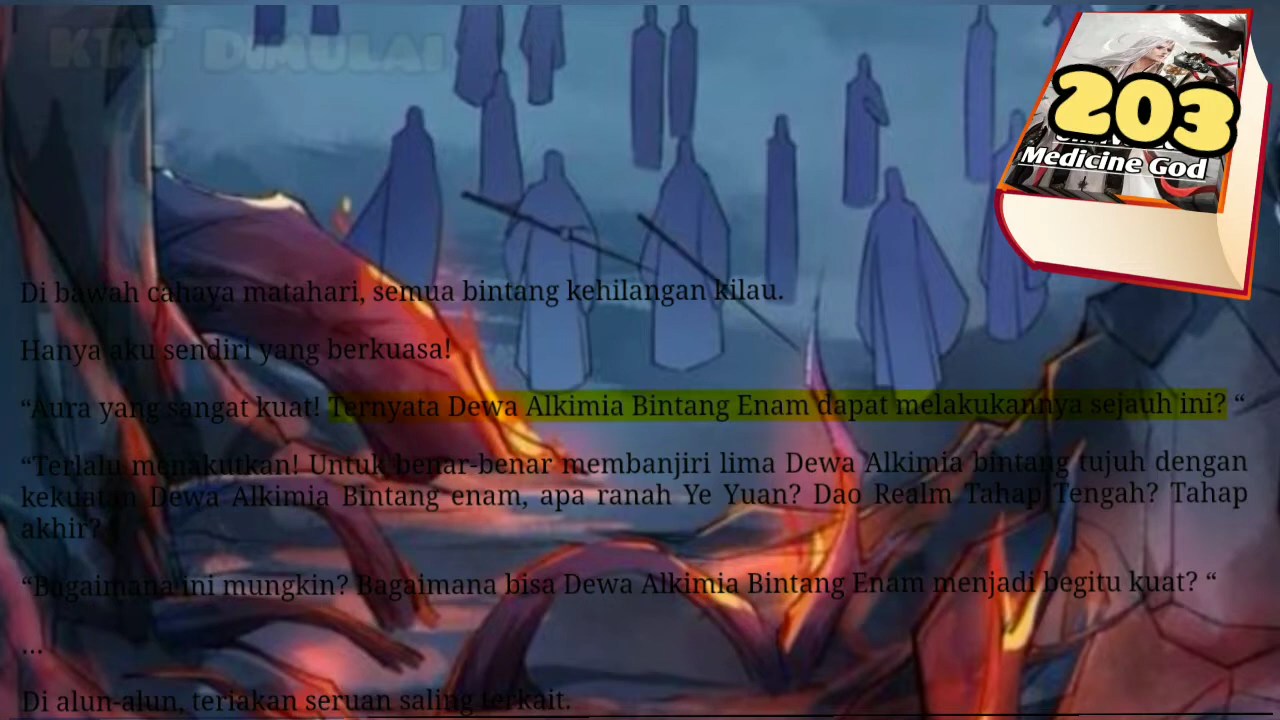 KIAT DIMULAI
203
Medicine God
Di bawah cahaya matahari, semua bintang kehilangan kilau.
Hanya aku sendiri yang berkuasa!
“Aura yang sangat kuat! Ternyata Dewa Alkimia Bintang Enam dapat melakukannya sejauh ini? “
“Terlalu menakutkan! Untuk benar-benar membanjiri lima Dewa Alkimia bintang tujuh dengan
kekuatan Dewa Alkimia Bintang enam, apa ranah Ye Yuan? Dao Realm Tahap Tengah? Tahap
akhir? “
“Bagaimana ini mungkin? Bagaimana bisa Dewa Alkimia Bintang Enam menjadi begitu kuat? “
…
Di alun-alun, teriakan seruan saling terkait.